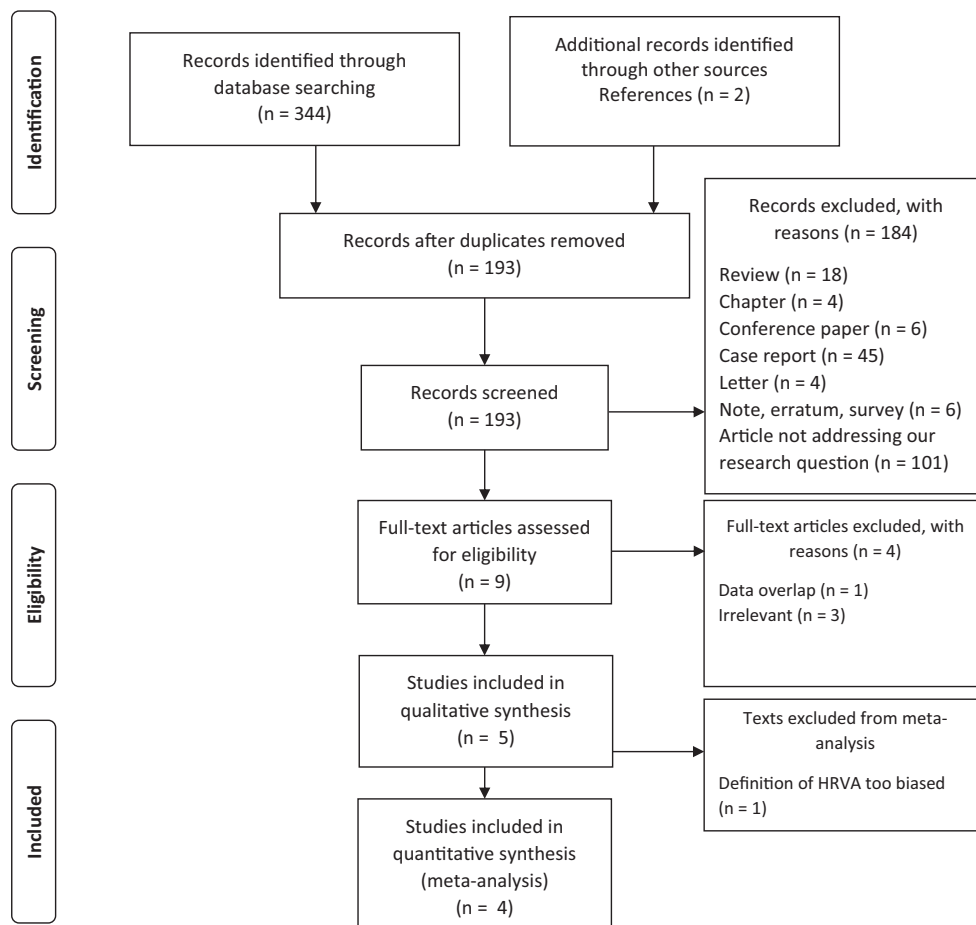 Identification
Records identified through
database searching
(n = 344)
Additional records identified
through other sources
References (n = 2)
Records after duplicates removed
(n = 193)
Screening
Records screened
(n = 193)
Records excluded, with
reasons (n = 184)
Review (n = 18)
Chapter (n = 4)
Conference paper (n = 6)
Case report (n = 45)
Letter (n = 4)
Note, erratum, survey (n = 6)
Article not addressing our
research question (n = 101)
Eligibility
Full-text articles assessed
for eligibility
(n = 9)
Full-text articles excluded, with
reasons (n = 4)
Data overlap (n = 1)
Irrelevant (n = 3)
Studies included in
qualitative synthesis
(n = 5)
Included
Texts excluded from meta-
analysis
Definition of HRVA too biased
(n = 1)
Studies included in
quantitative synthesis
(meta-analysis)
(n = 4)